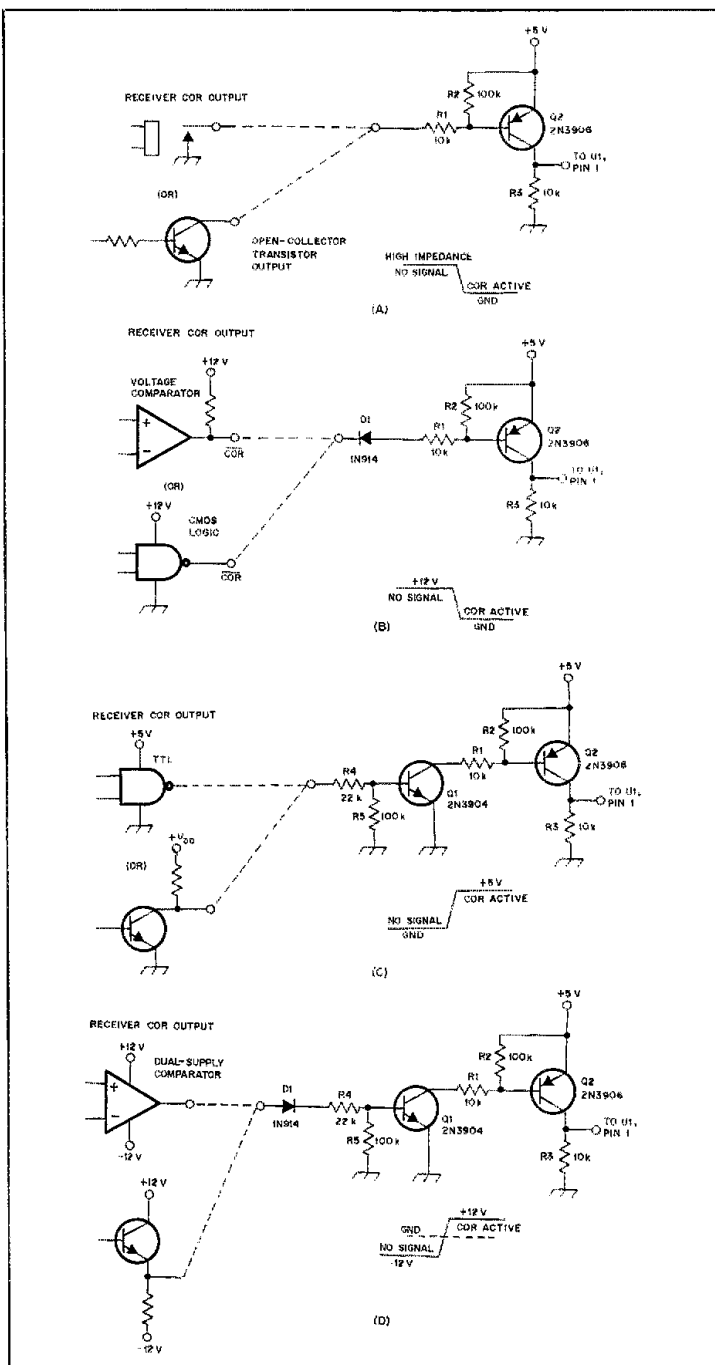 +5 V
RECEIVER COR OUTPUT
R2
100k
R1
10k
Q2
2N3906
TO U1,
PIN 1
R3
10k
(OR)
OPEN-COLLECTOR
TRANSISTOR
OUTPUT
HIGH IMPEDANCE
NO SIGNAL
COR ACTIVE
GND
(A)
RECEIVER COR OUTPUT
+12 V
+5 V
VOLTAGE
COMPARATOR
+
-
COR
D1
1N914
R2
100k
R1
10k
Q2
2N3906
TO U1,
PIN 1
R3
10k
(OR)
+12 V
CMOS
LOGIC
COR
+12 V
NO SIGNAL
COR ACTIVE
GND
(B)
+5 V
RECEIVER COR OUTPUT
+5 V
TTL
R4
22 k
R5
100k
Q1
2N3904
R1
10k
R2
100k
Q2
2N3906
TO U1,
PIN 1
R3
10k
(OR)
+VDD
+5 V
COR ACTIVE
NO SIGNAL
GND
(C)
+5 V
RECEIVER COR OUTPUT
+12 V
DUAL-SUPPLY
COMPARATOR
+
-
-12 V
D1
1N914
R4
22 k
R5
100k
Q1
2N3904
R1
10k
R2
100k
Q2
2N3906
TO U1,
PIN 1
R3
10k
+12 V
+12 V
GND
COR ACTIVE
NO SIGNAL
-12 V
-12 V
(D)